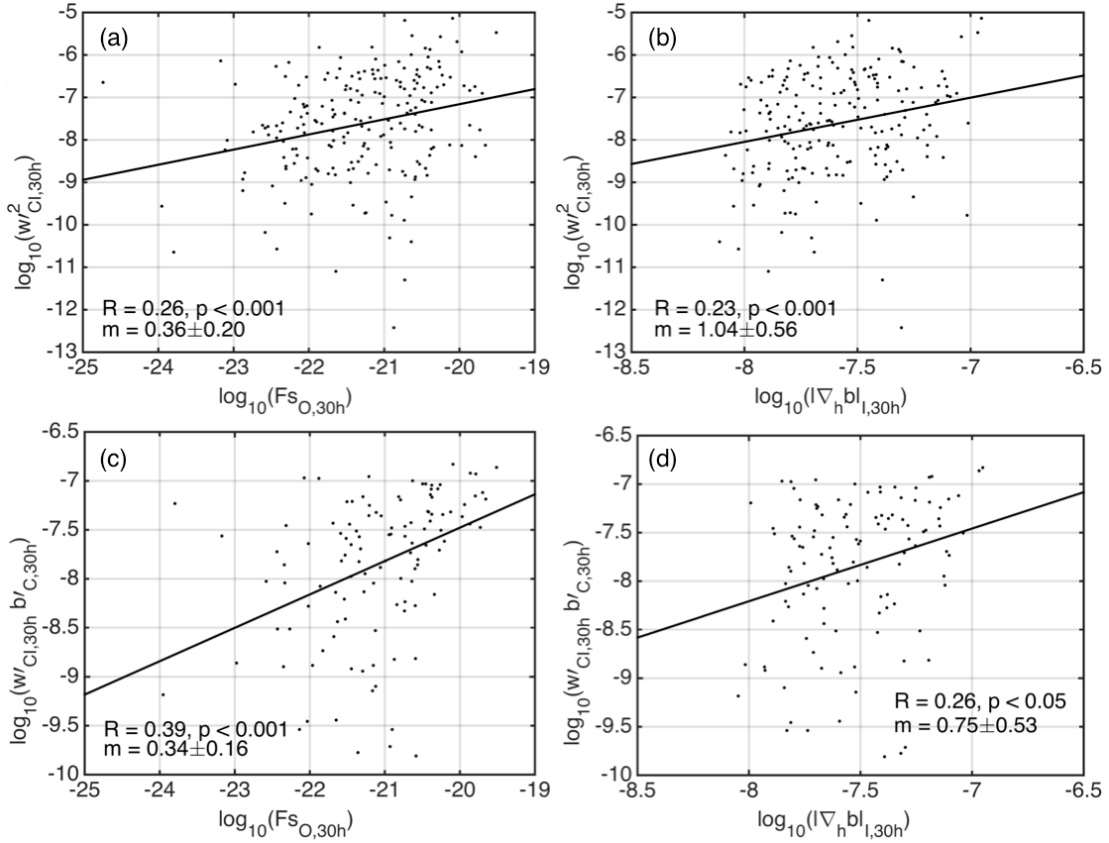 (a)
-5
-6
-7
-8
-9
-10
-11
-12
-13
log10(w′²CI,30h)
R = 0.26, p < 0.001
m = 0.36±0.20
-25 -24 -23 -22 -21 -20 -19
log10(FsO,30h)
(b)
-5
-6
-7
-8
-9
-10
-11
-12
-13
log10(w′²CI,30h)
R = 0.23, p < 0.001
m = 1.04±0.56
-8.5 -8 -7.5 -7 -6.5
log10(I∇hbII,30h)
(c)
-6.5
-7
-7.5
-8
-8.5
-9
-9.5
-10
log10(w′CI,30h b′C,30h)
R = 0.39, p < 0.001
m = 0.34±0.16
-25 -24 -23 -22 -21 -20 -19
log10(FsO,30h)
(d)
-6.5
-7
-7.5
-8
-8.5
-9
-9.5
-10
log10(w′CI,30h b′C,30h)
R = 0.26, p < 0.05
m = 0.75±0.53
-8.5 -8 -7.5 -7 -6.5
log10(I∇hbII,30h)